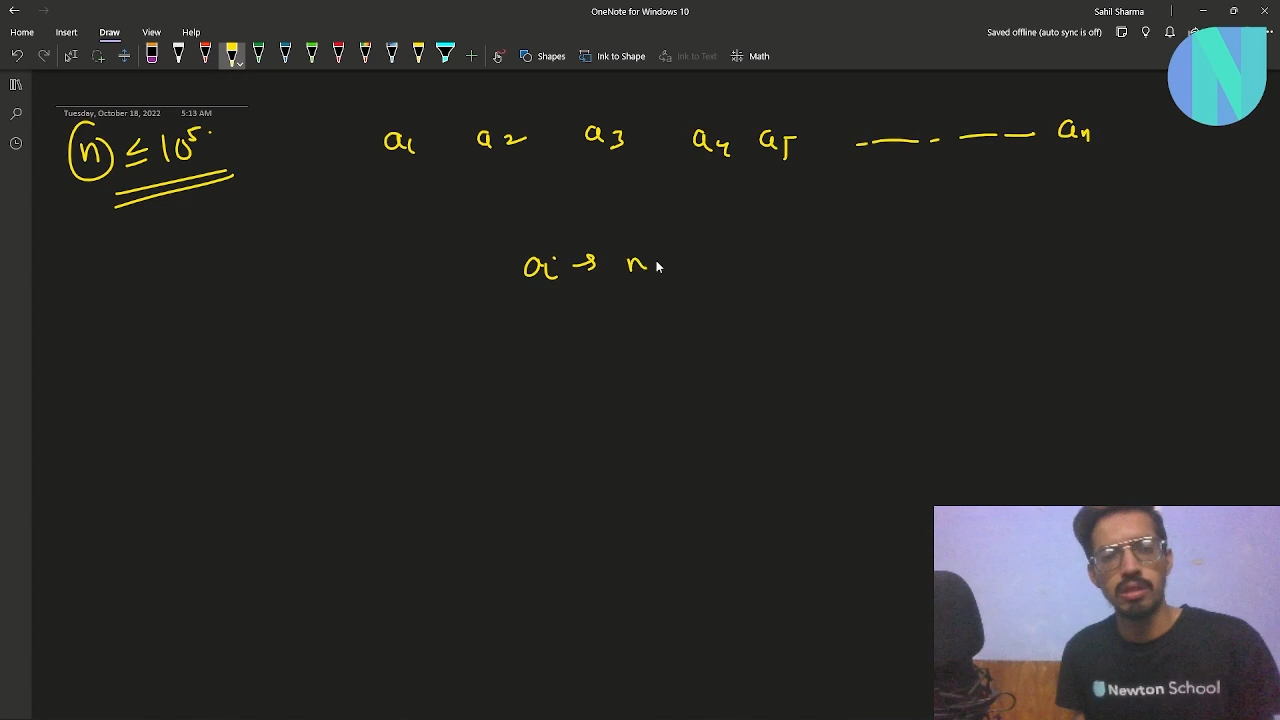 OneNote for Windows 10
Sahil Sharma
Home Insert Draw View Help
Saved offline (auto sync is off)
Shapes Ink to Shape Ink to Text Math
Tuesday, October 18, 2022 5:13 AM
n ≤ 10^5
a1 a2 a3 a4 a5 ---- an
ai → n
N
Newton School